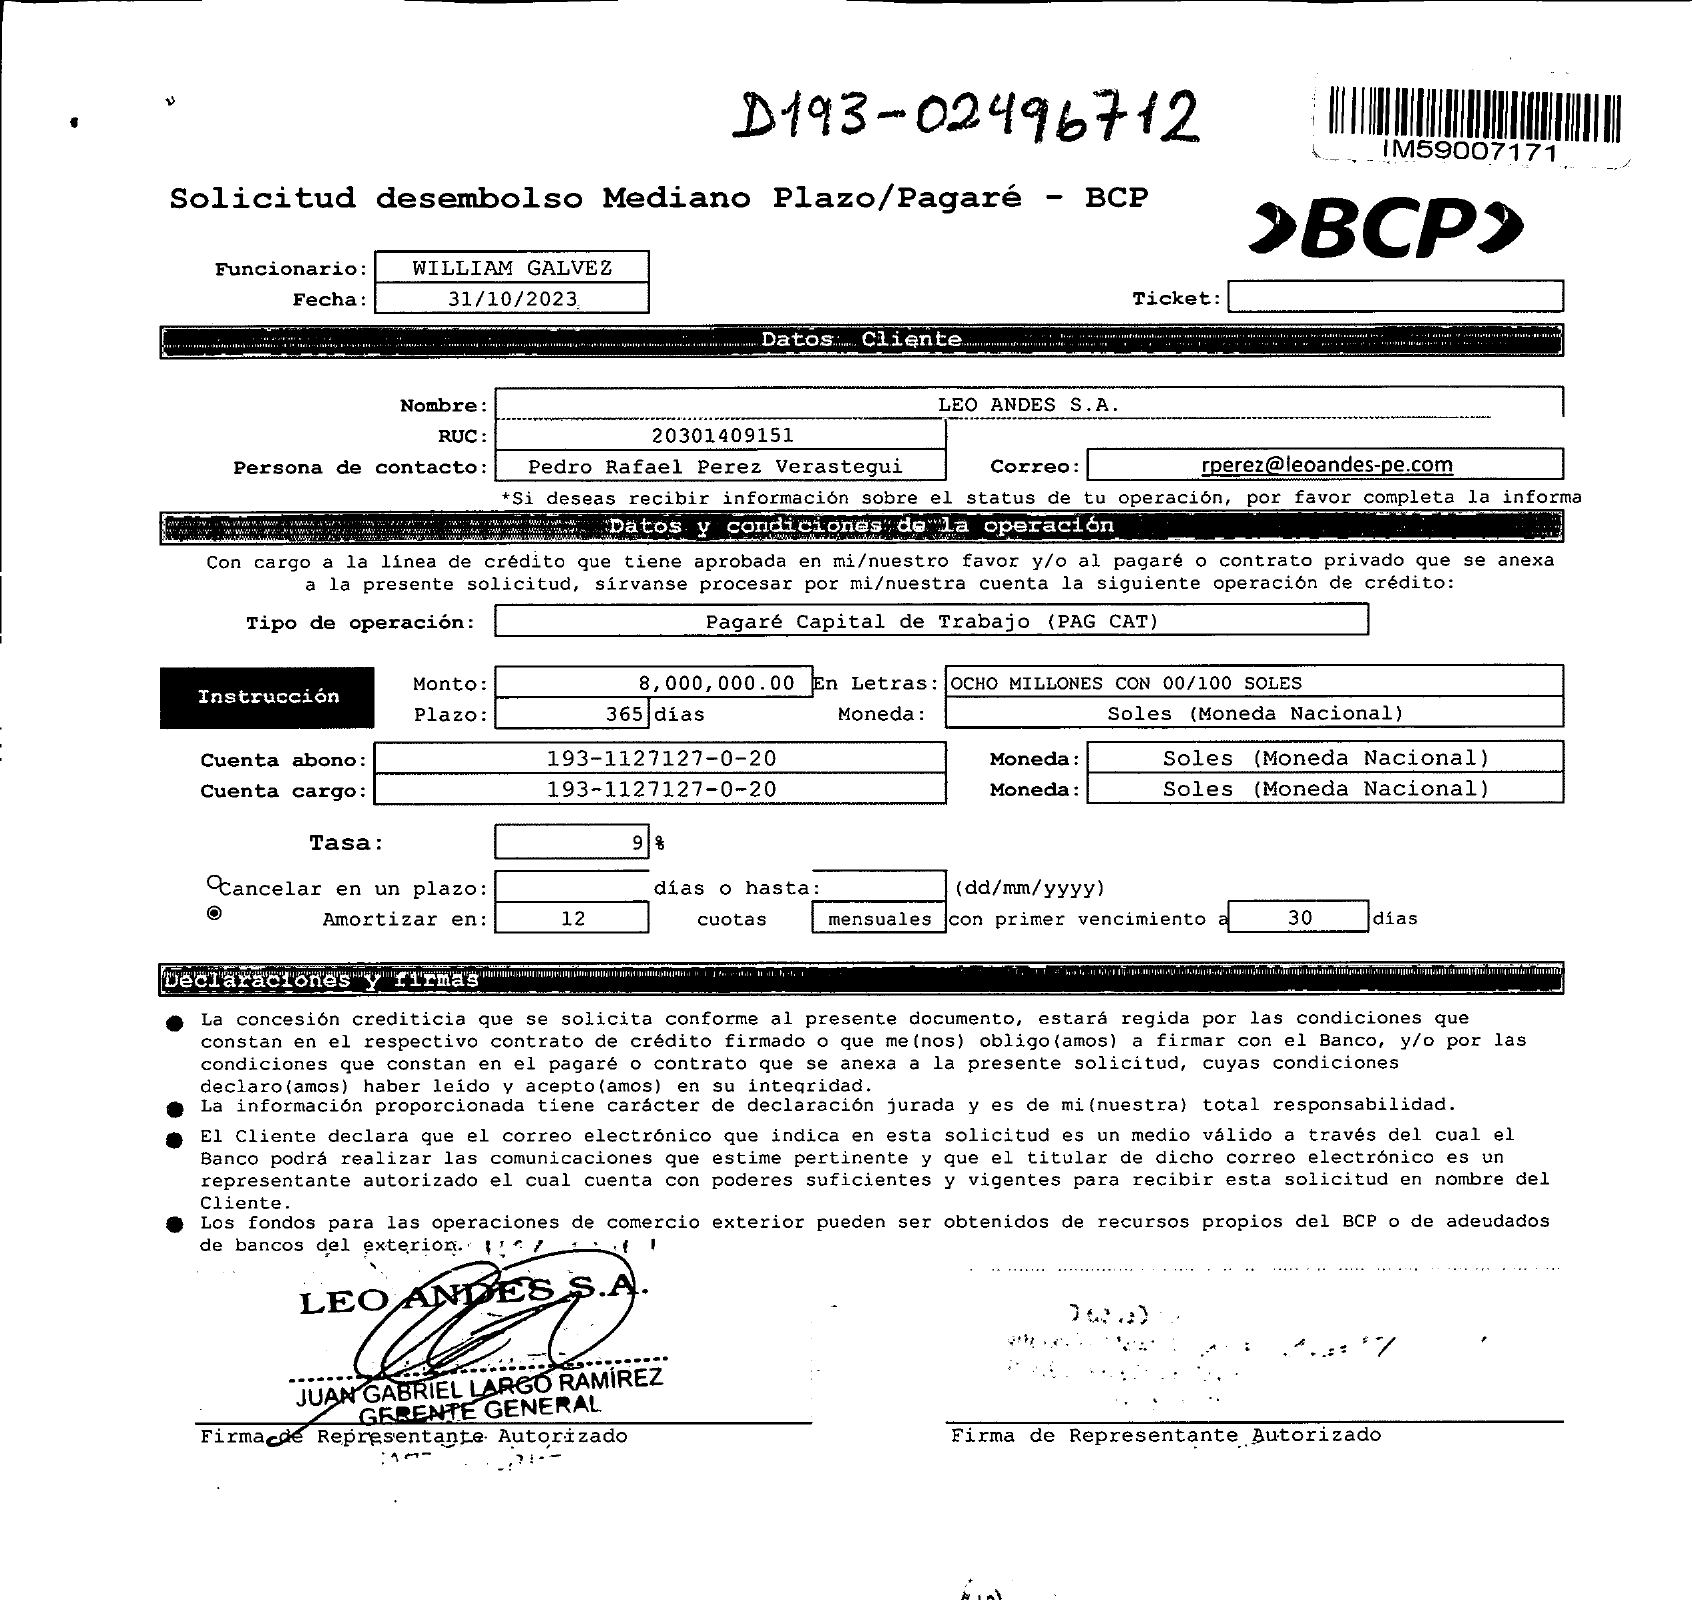 D193-02496712
IM59007171
Solicitud desembolso Mediano Plazo/Pagaré - BCP
BCP
Funcionario: WILLIAM GALVEZ
Fecha: 31/10/2023
Ticket:
Datos Cliente
Nombre: LEO ANDES S.A.
RUC: 20301409151
Persona de contacto: Pedro Rafael Perez Verastegui Correo: rperez@leoandes-pe.com
*Si deseas recibir información sobre el status de tu operación, por favor completa la informa
Datos y condiciones de la operación
Con cargo a la línea de crédito que tiene aprobada en mi/nuestro favor y/o al pagaré o contrato privado que se anexa
a la presente solicitud, sírvanse procesar por mi/nuestra cuenta la siguiente operación de crédito:
Tipo de operación: Pagaré Capital de Trabajo (PAG CAT)
Instrucción
Monto: 8,000,000.00 En Letras: OCHO MILLONES CON 00/100 SOLES
Plazo: 365 días Moneda: Soles (Moneda Nacional)
Cuenta abono: 193-1127127-0-20 Moneda: Soles (Moneda Nacional)
Cuenta cargo: 193-1127127-0-20 Moneda: Soles (Moneda Nacional)
Tasa: 9 %
Cancelar en un plazo: días o hasta: (dd/mm/yyyy)
Amortizar en: 12 cuotas mensuales con primer vencimiento a 30 días
Declaraciones y firmas
● La concesión crediticia que se solicita conforme al presente documento, estará regida por las condiciones que
constan en el respectivo contrato de crédito firmado o que me(nos) obligo(amos) a firmar con el Banco, y/o por las
condiciones que constan en el pagaré o contrato que se anexa a la presente solicitud, cuyas condiciones
declaro(amos) haber leído y acepto(amos) en su integridad.
● La información proporcionada tiene carácter de declaración jurada y es de mi(nuestra) total responsabilidad.
● El Cliente declara que el correo electrónico que indica en esta solicitud es un medio válido a través del cual el
Banco podrá realizar las comunicaciones que estime pertinente y que el titular de dicho correo electrónico es un
representante autorizado el cual cuenta con poderes suficientes y vigentes para recibir esta solicitud en nombre del
Cliente.
● Los fondos para las operaciones de comercio exterior pueden ser obtenidos de recursos propios del BCP o de adeudados
de bancos del exterior.
LEO ANDES S.A.
JUAN GABRIEL LARGO RAMÍREZ
GERENTE GENERAL
Firma de Representante Autorizado
Firma de Representante Autorizado